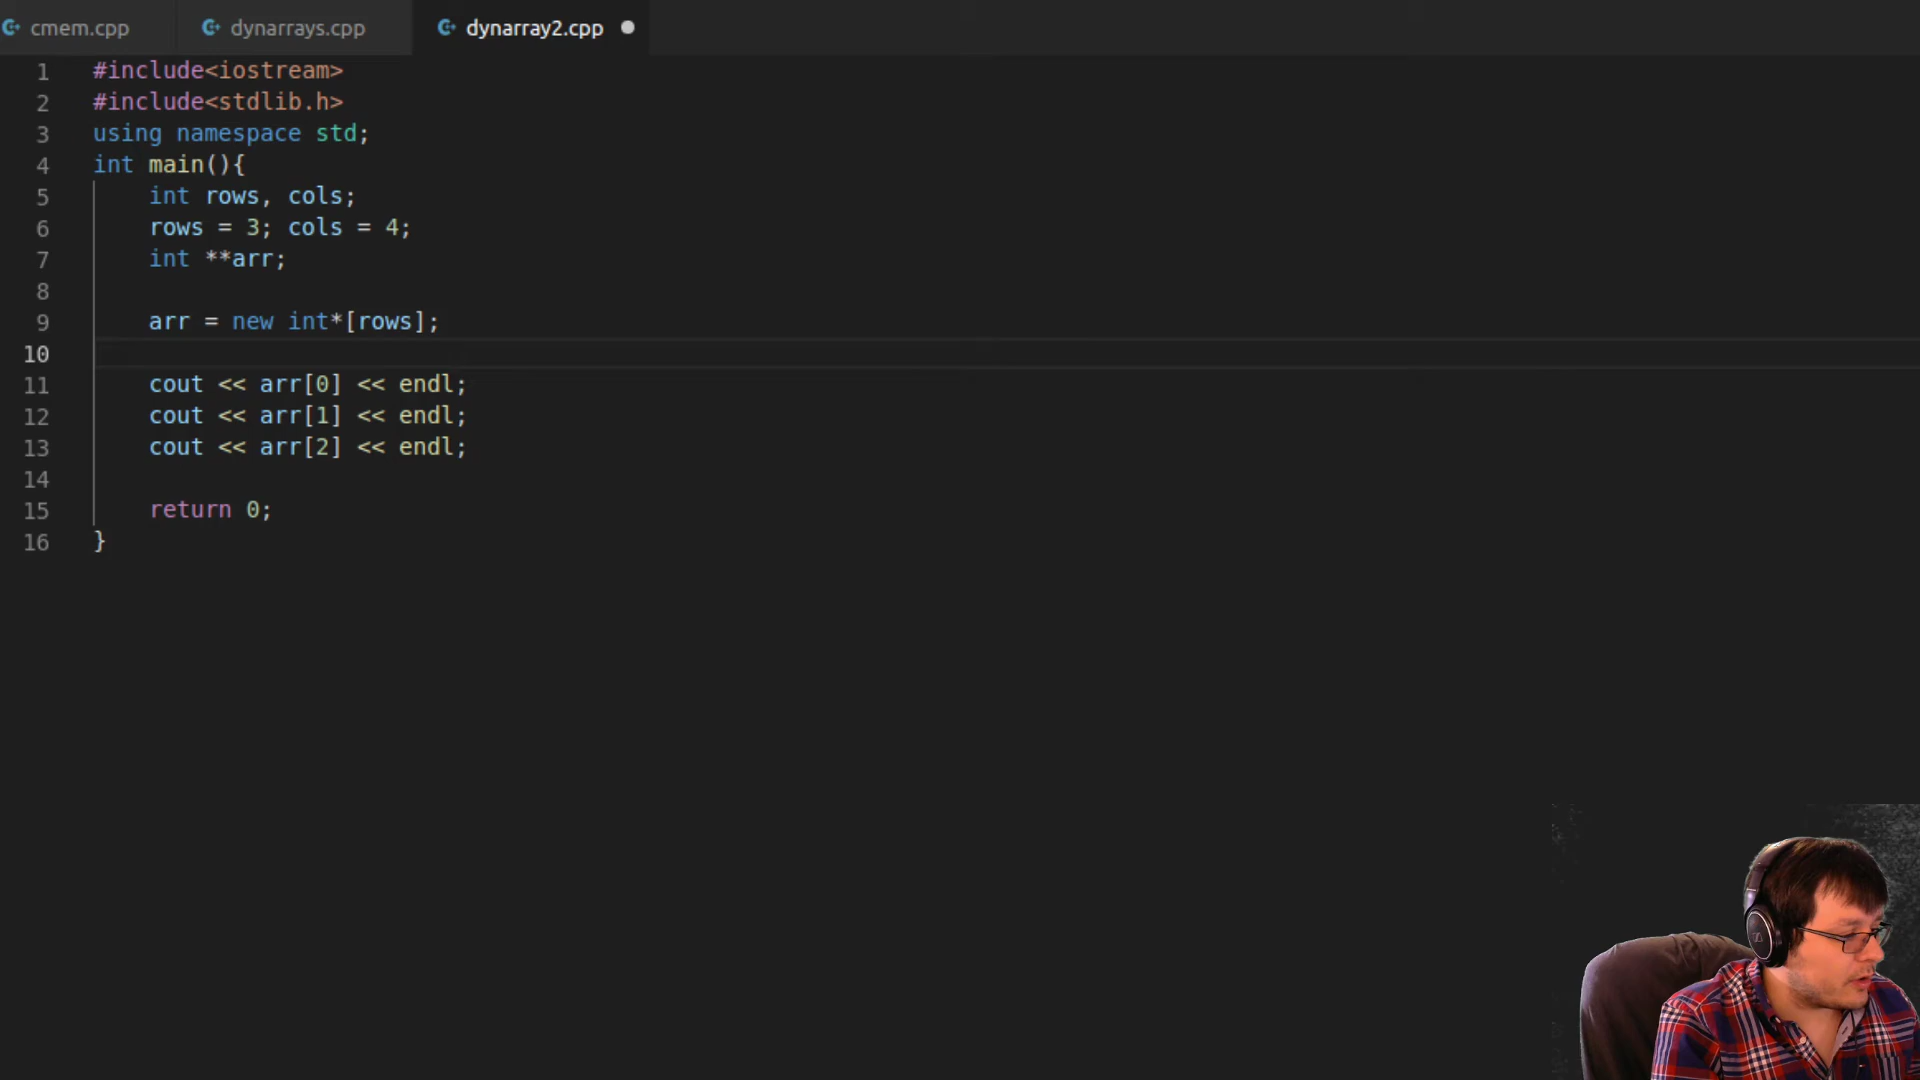 cmem.cpp dynarrays.cpp dynarray2.cpp
1 #include<iostream>
2 #include<stdlib.h>
3 using namespace std;
4 int main(){
5 int rows, cols;
6 rows = 3; cols = 4;
7 int **arr;
8
9 arr = new int*[rows];
10
11 cout << arr[0] << endl;
12 cout << arr[1] << endl;
13 cout << arr[2] << endl;
14
15 return 0;
16 }